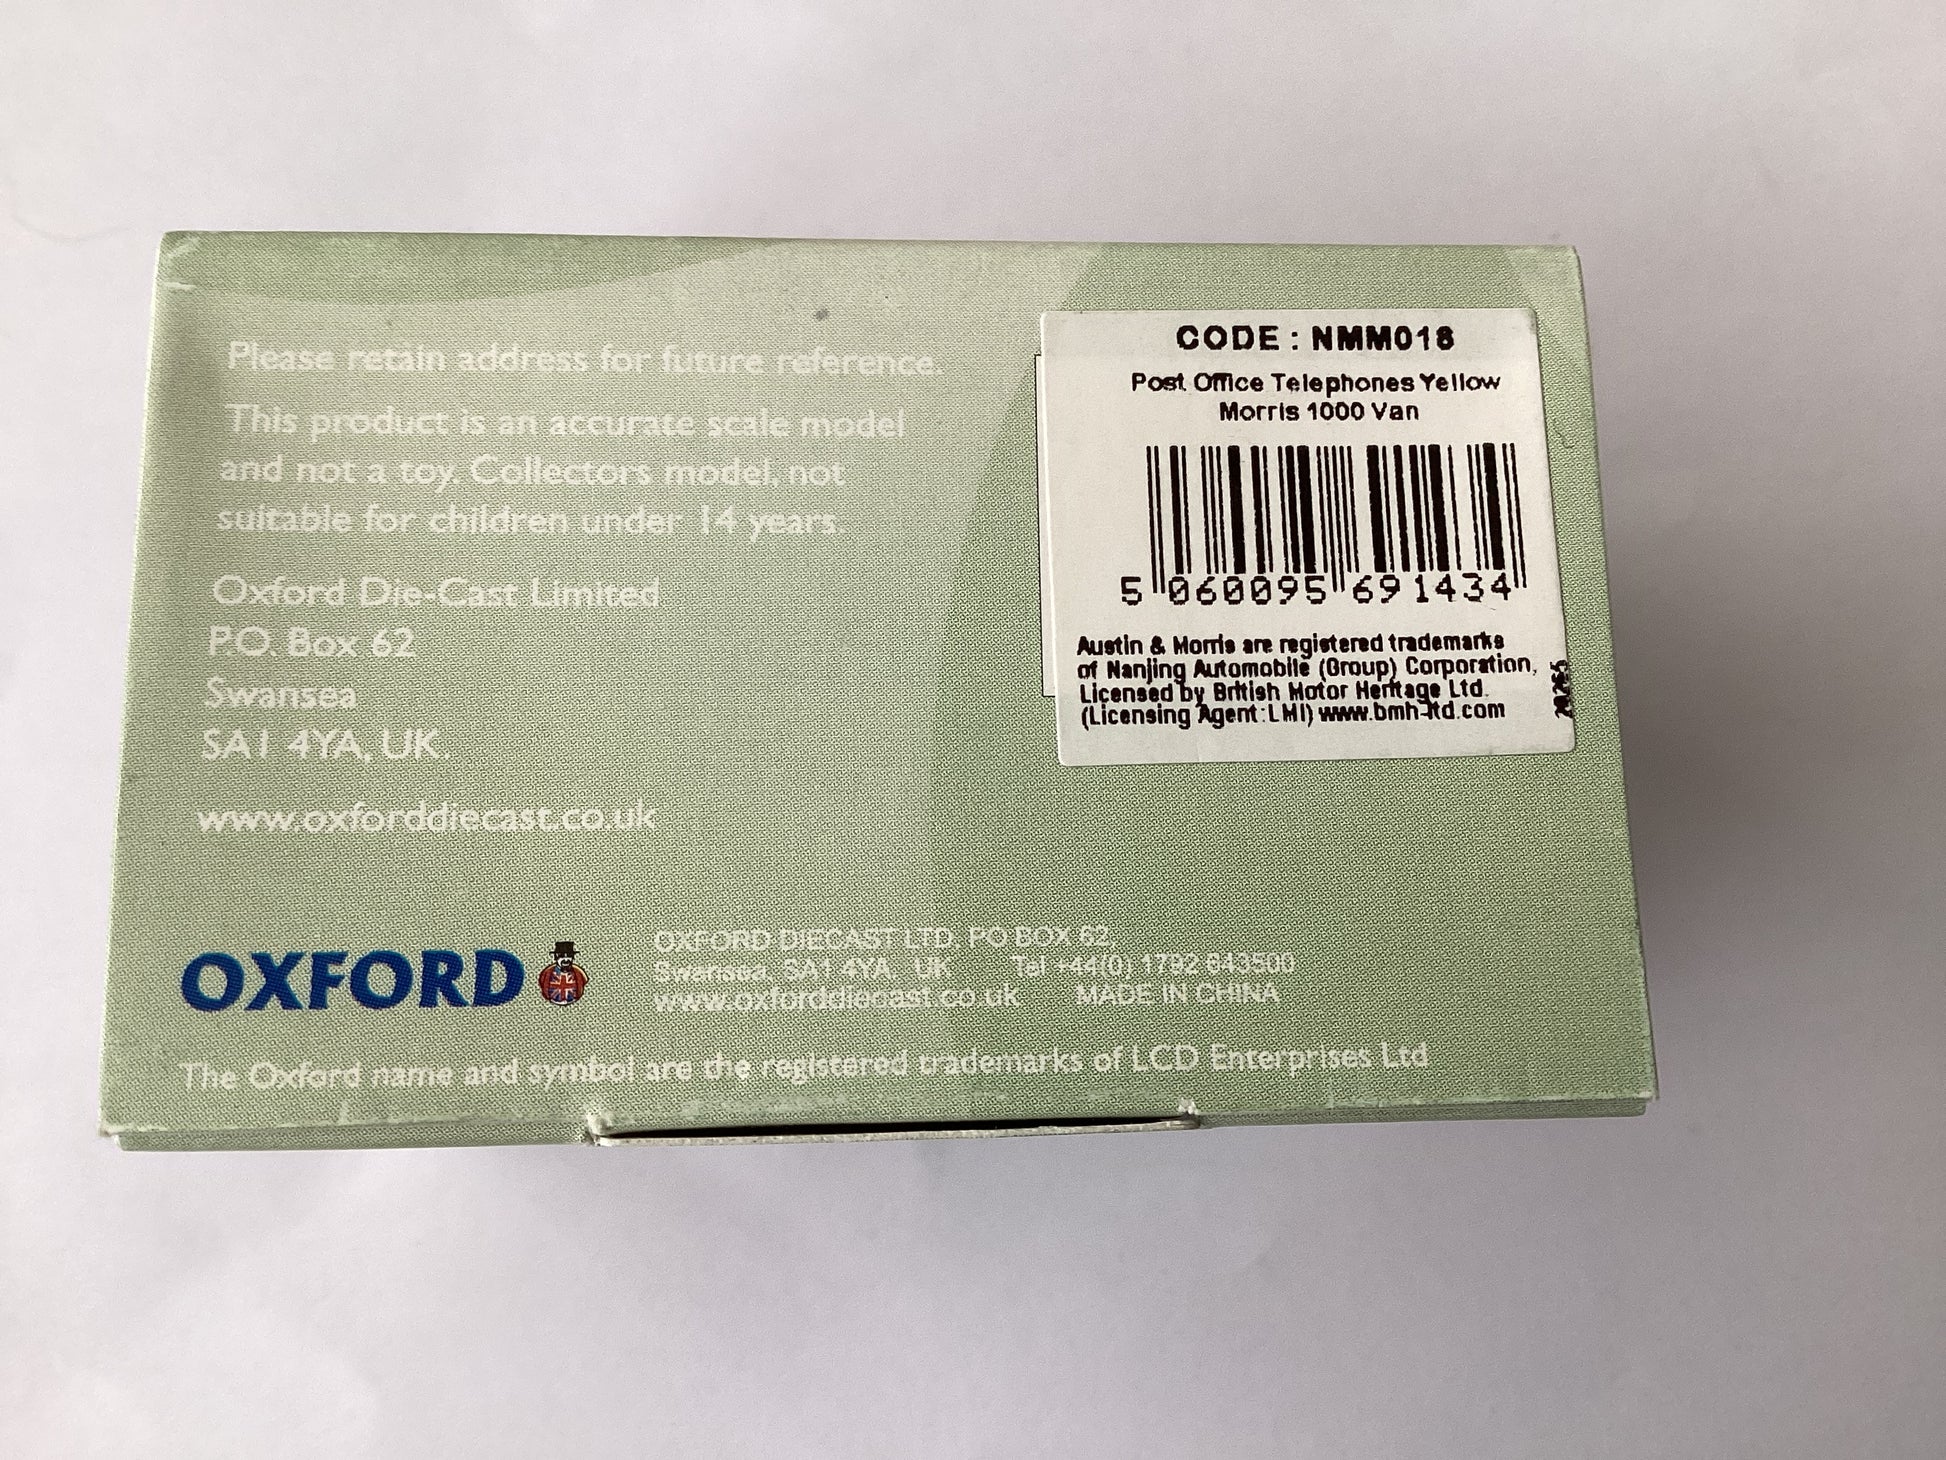 Please retain address for future reference.
This product is an accurate scale model
and not a toy. Collectors model, not
suitable for children under 14 years.
Oxford Die-Cast Limited
P.O. Box 62
Swansea
SA1 4YA, UK.
www.oxforddiecast.co.uk
CODE : NMM018
Post Office Telephones Yellow
Morris 1000 Van
5 060095 691434
Austin & Morris are registered trademarks
of Nanjing Automobile (Group) Corporation,
Licensed by British Motor Heritage Ltd.
(Licensing Agent:LMI) www.bmh-ltd.com
OXFORD
OXFORD DIECAST LTD. PO BOX 62,
Swansea, SA1 4YA, UK Tel +44(0) 1792 643500
www.oxforddiecast.co.uk MADE IN CHINA
The Oxford name and symbol are the registered trademarks of LCD Enterprises Ltd